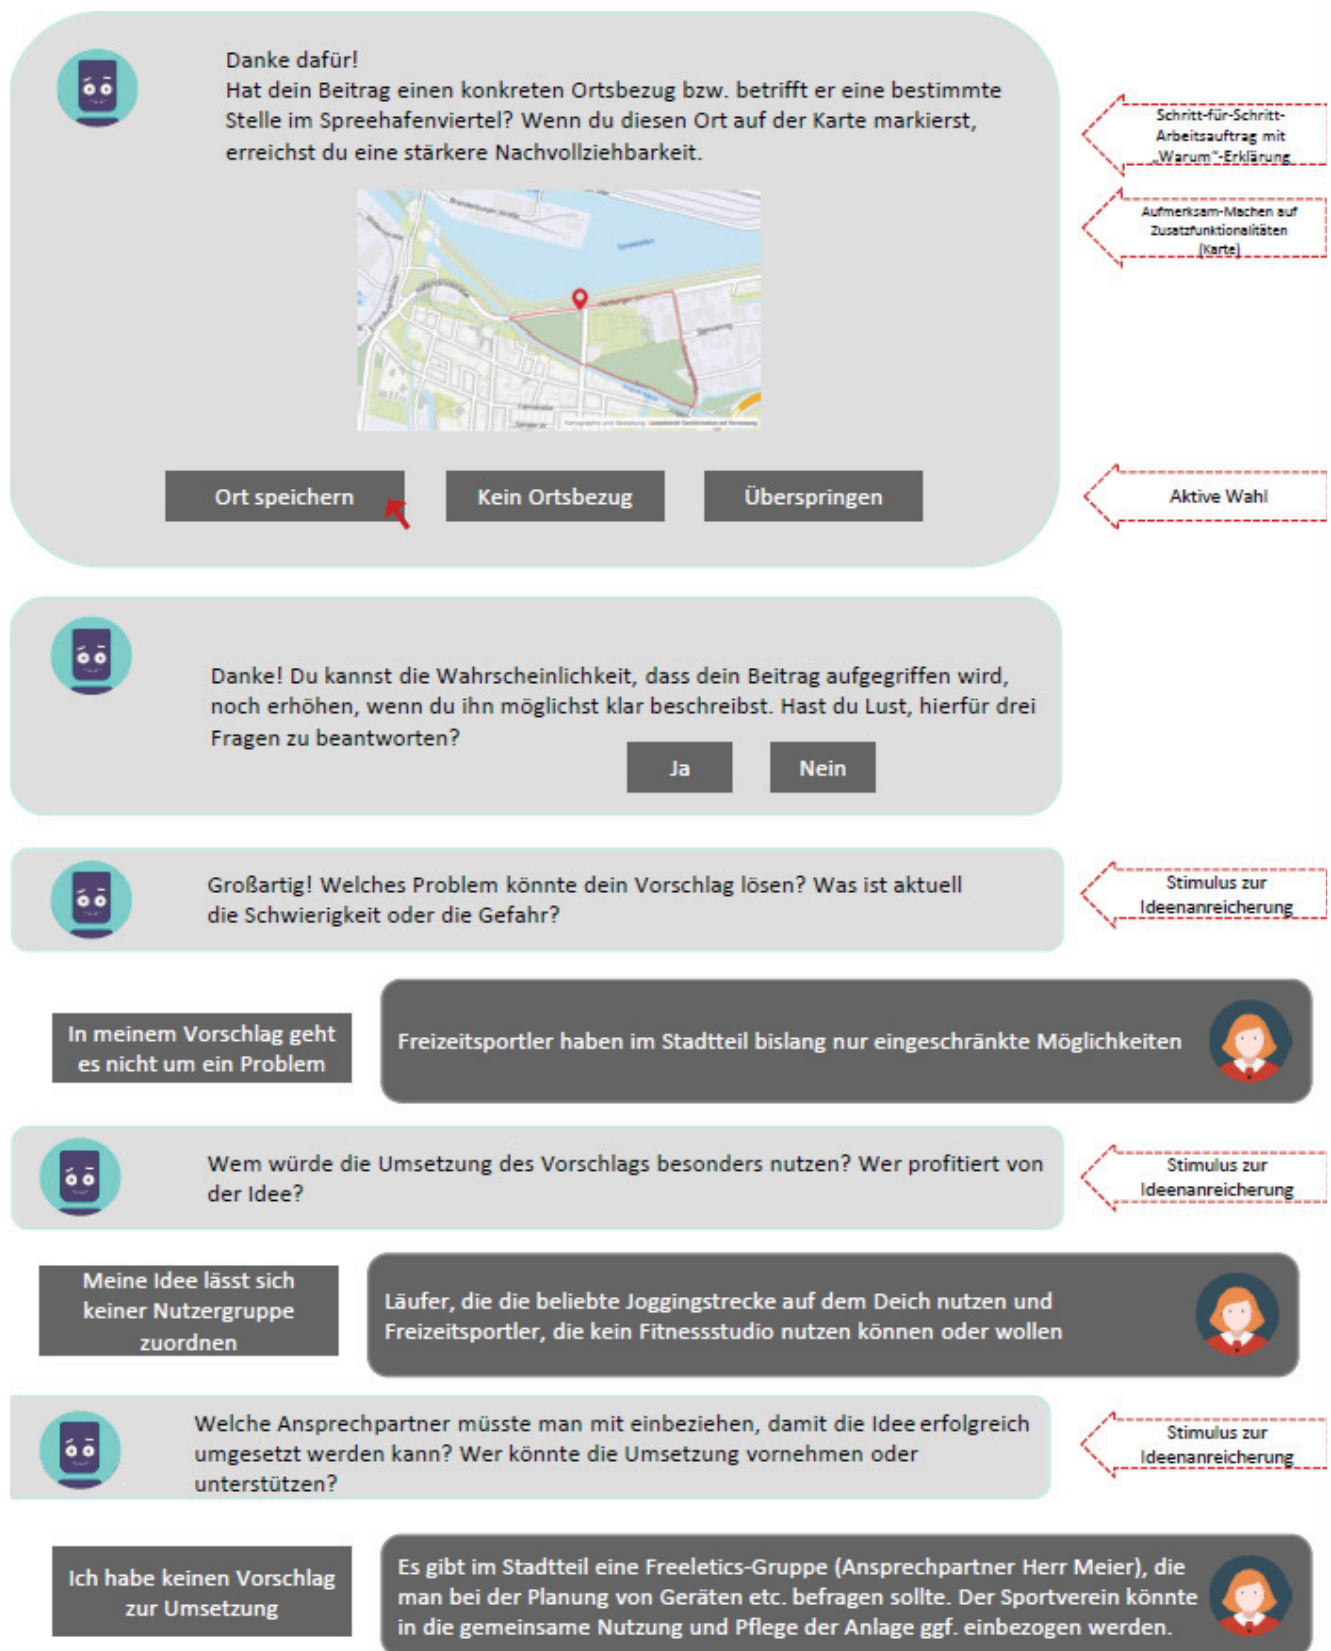 Danke dafür!
Hat dein Beitrag einen konkreten Ortsbezug bzw. betrifft er eine bestimmte
Stelle im Spreehafenviertel? Wenn du diesen Ort auf der Karte markierst,
erreichst du eine stärkere Nachvollziehbarkeit.
Schritt-für-Schritt-
Arbeitsauftrag mit
„Warum“-Erklärung
Aufmerksam-Machen auf
Zusatzfunktionalitäten
(Karte)
Spreehafen
Ort speichern
Kein Ortsbezug
Überspringen
Aktive Wahl
Danke! Du kannst die Wahrscheinlichkeit, dass dein Beitrag aufgegriffen wird,
noch erhöhen, wenn du ihn möglichst klar beschreibst. Hast du Lust, hierfür drei
Fragen zu beantworten?
Ja
Nein
Großartig! Welches Problem könnte dein Vorschlag lösen? Was ist aktuell
die Schwierigkeit oder die Gefahr?
Stimulus zur
Ideenanreicherung
In meinem Vorschlag geht
es nicht um ein Problem
Freizeitsportler haben im Stadtteil bislang nur eingeschränkte Möglichkeiten
Wem würde die Umsetzung des Vorschlags besonders nutzen? Wer profitiert von
der Idee?
Stimulus zur
Ideenanreicherung
Meine Idee lässt sich
keiner Nutzergruppe
zuordnen
Läufer, die die beliebte Joggingstrecke auf dem Deich nutzen und
Freizeitsportler, die kein Fitnessstudio nutzen können oder wollen
Welche Ansprechpartner müsste man mit einbeziehen, damit die Idee erfolgreich
umgesetzt werden kann? Wer könnte die Umsetzung vornehmen oder
unterstützen?
Stimulus zur
Ideenanreicherung
Ich habe keinen Vorschlag
zur Umsetzung
Es gibt im Stadtteil eine Freeletics-Gruppe (Ansprechpartner Herr Meier), die
man bei der Planung von Geräten etc. befragen sollte. Der Sportverein könnte
in die gemeinsame Nutzung und Pflege der Anlage ggf. einbezogen werden.